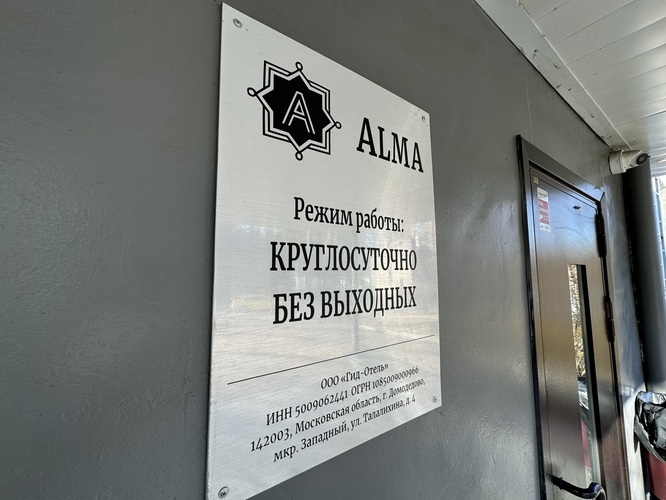 A
ALMA
Режим работы:
КРУГЛОСУТОЧНО
БЕЗ ВЫХОДНЫХ
ООО «Гид-Отель»
ИНН 5009062441 ОГРН 1085009000966
142003, Московская область, г. Домодедово,
мкр. Западный, ул. Талалихина, д. 4